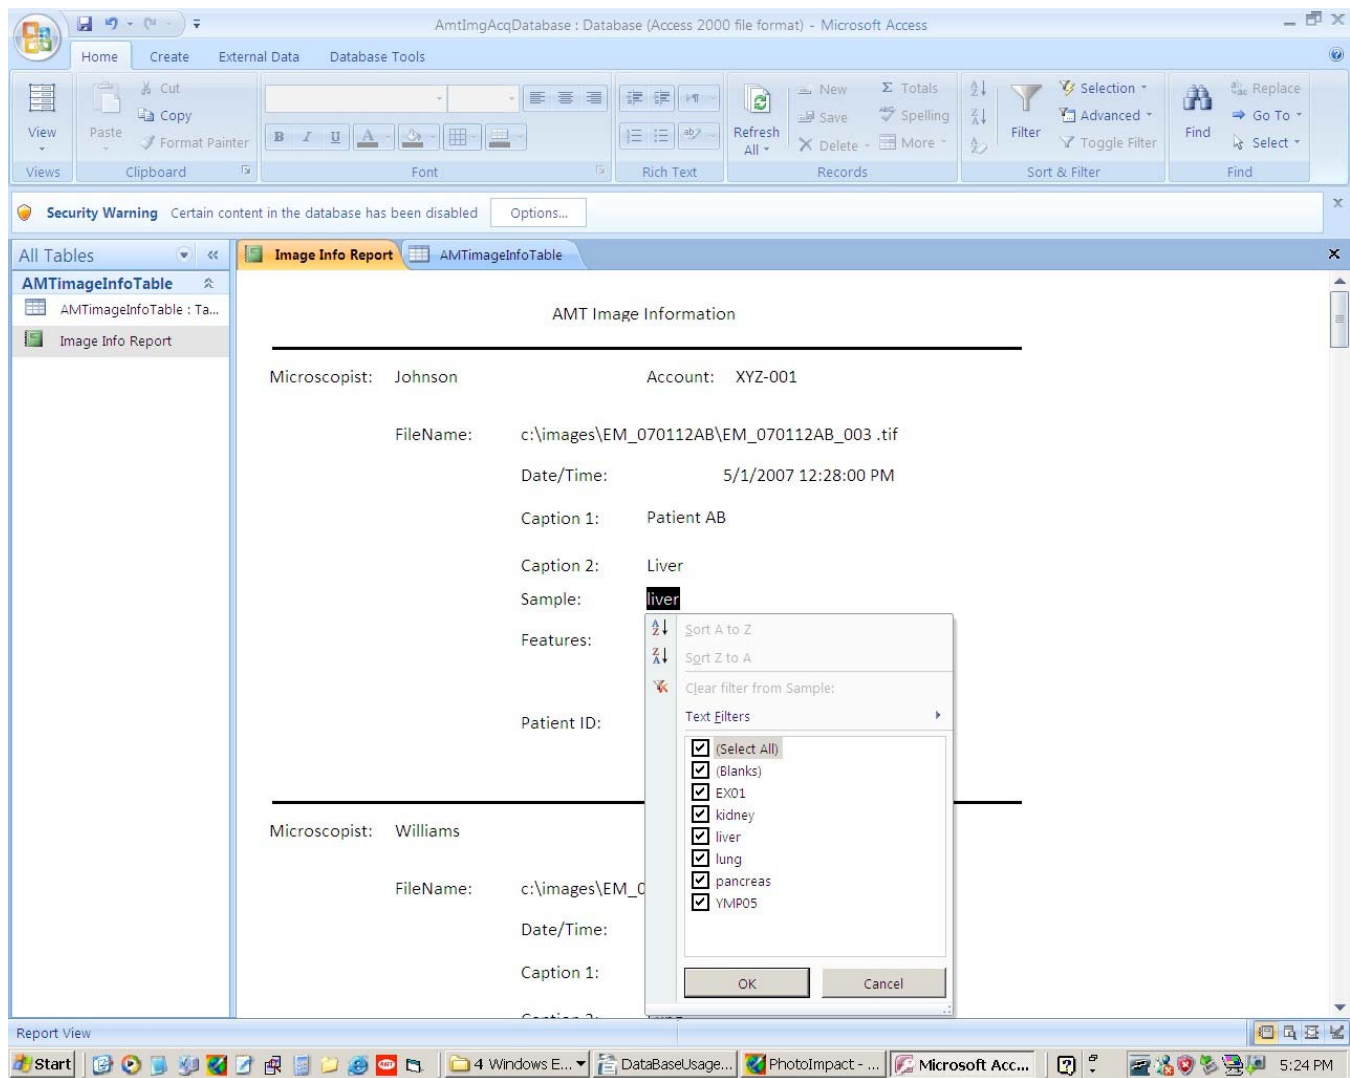 AmtImgAcqDatabase : Database (Access 2000 file format) - Microsoft Access
Home Create External Data Database Tools
Cut
Copy
Format Painter
View
Paste
Views Clipboard
B I U A
Font
Rich Text
Refresh All
New
Save
Delete
Totals
Spelling
More
Records
Filter
Selection
Advanced
Toggle Filter
Sort & Filter
Find
Replace
Go To
Select
Find
Security Warning Certain content in the database has been disabled Options...
All Tables
Image Info Report AMTimageInfoTable
AMTimageInfoTable
AMTimageInfoTable : Ta...
Image Info Report
AMT Image Information
Microscopist: Johnson Account: XYZ-001
FileName: c:\images\EM_070112AB\EM_070112AB_003 .tif
Date/Time: 5/1/2007 12:28:00 PM
Caption 1: Patient AB
Caption 2: Liver
Sample: liver
Features:
Patient ID:
Sort A to Z
Sort Z to A
Clear filter from Sample:
Text Filters
(Select All)
(Blanks)
EX01
kidney
liver
lung
pancreas
YMP05
OK Cancel
Microscopist: Williams
FileName: c:\images\EM_0
Date/Time:
Caption 1:
Caption 2: Lung
Report View
Start 4 Windows E... DataBaseUsage... PhotoImpact - ... Microsoft Acc... 5:24 PM